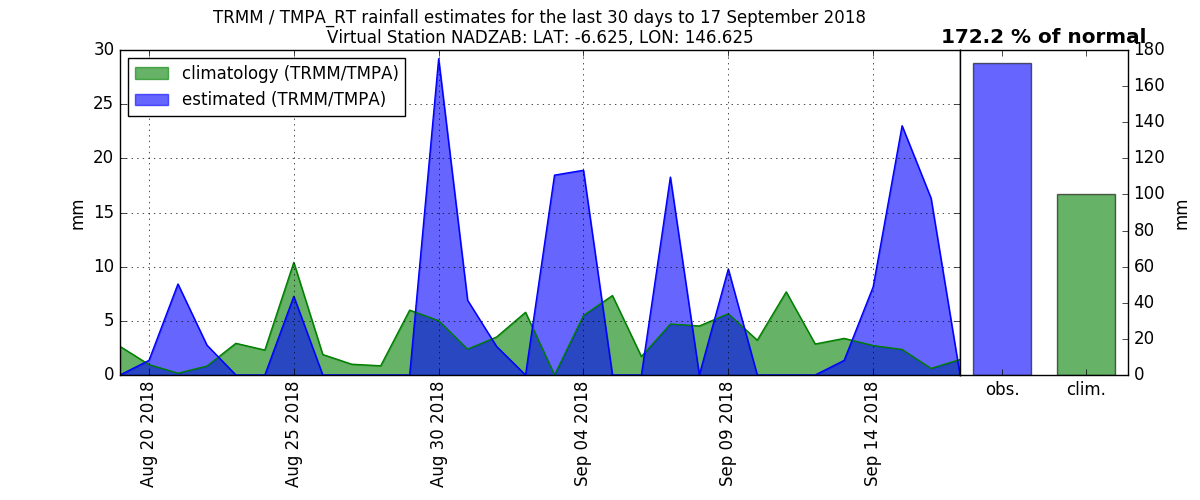 TRMM / TMPA_RT rainfall estimates for the last 30 days to 17 September 2018
Virtual Station NADZAB: LAT: -6.625, LON: 146.625
172.2 % of normal
climatology (TRMM/TMPA)
estimated (TRMM/TMPA)
30
25
20
15
10
5
0
mm
Aug 20 2018
Aug 25 2018
Aug 30 2018
Sep 04 2018
Sep 09 2018
Sep 14 2018
180
160
140
120
100
80
60
40
20
0
mm
obs.
clim.